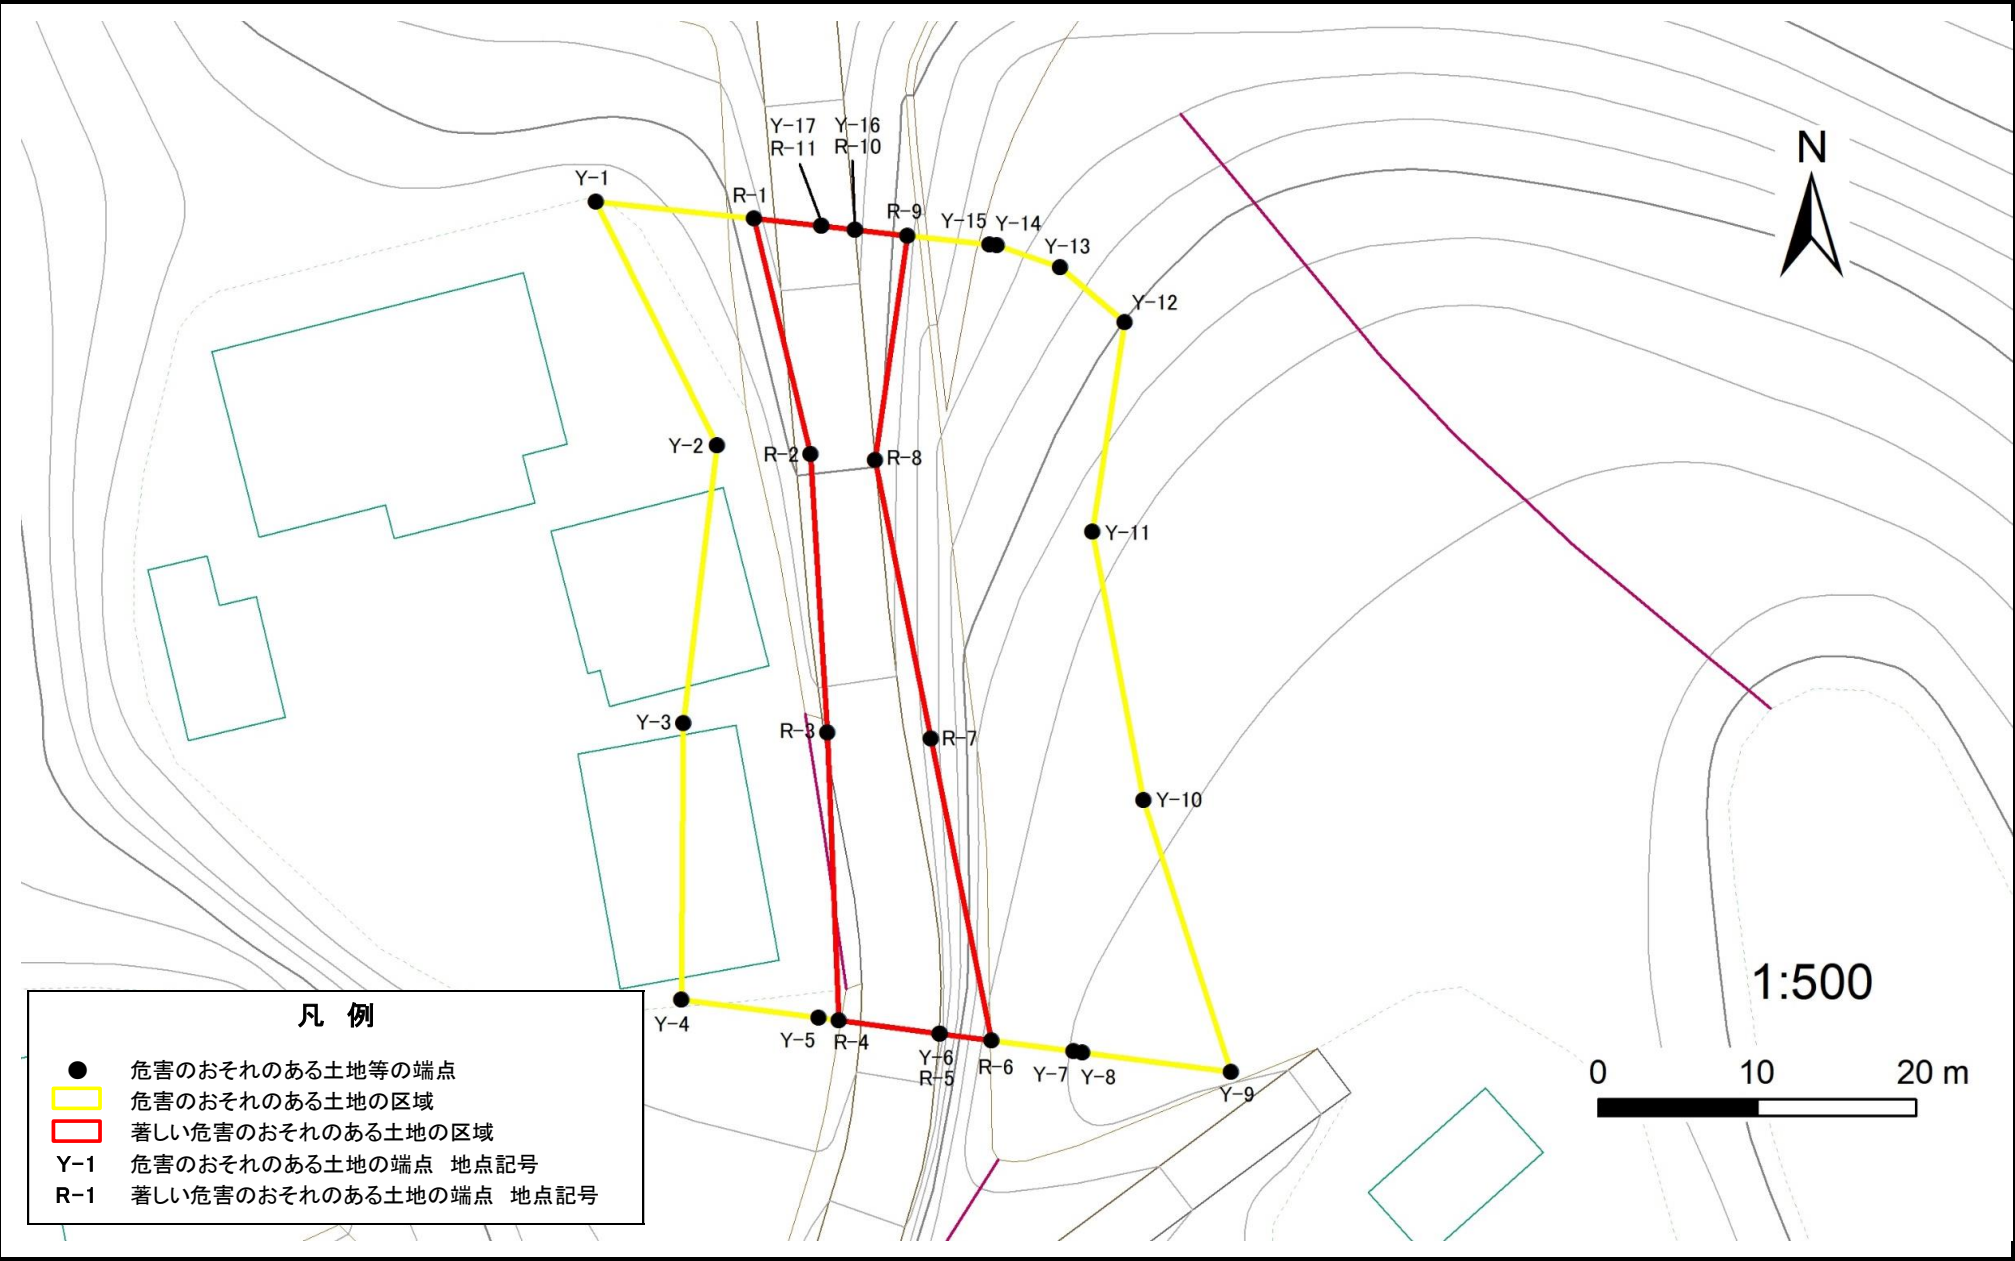 Y-17
R-11
Y-16
R-10
N
Y-1
R-1
R-9
Y-15
Y-14
Y-13
Y-12
Y-2
R-2
R-8
Y-11
Y-3
R-3
R-7
Y-10
1:500
Y-4
Y-5
R-4
Y-6
R-5
R-6
Y-7
Y-8
Y-9
0 10 20 m
凡 例
危害のおそれのある土地等の端点
危害のおそれのある土地の区域
著しい危害のおそれのある土地の区域
Y-1 危害のおそれのある土地の端点 地点記号
R-1 著しい危害のおそれのある土地の端点 地点記号